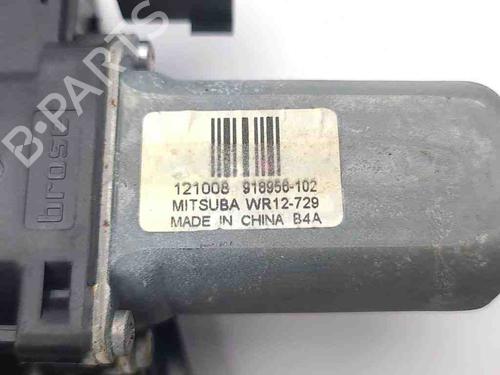 B-PARTS
brose
121008 918956-102
MITSUBA WR12-729
MADE IN CHINA B4A